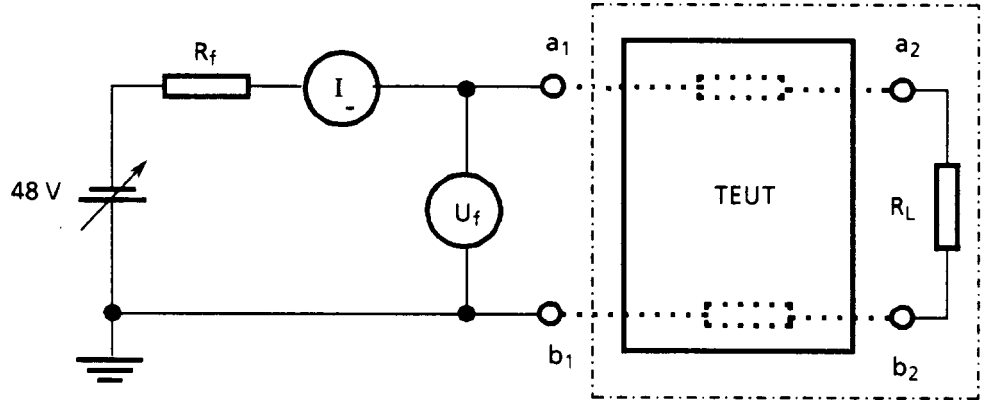 R_f
I_
a_1
a_2
48 V
U_f
TEUT
R_L
b_1
b_2